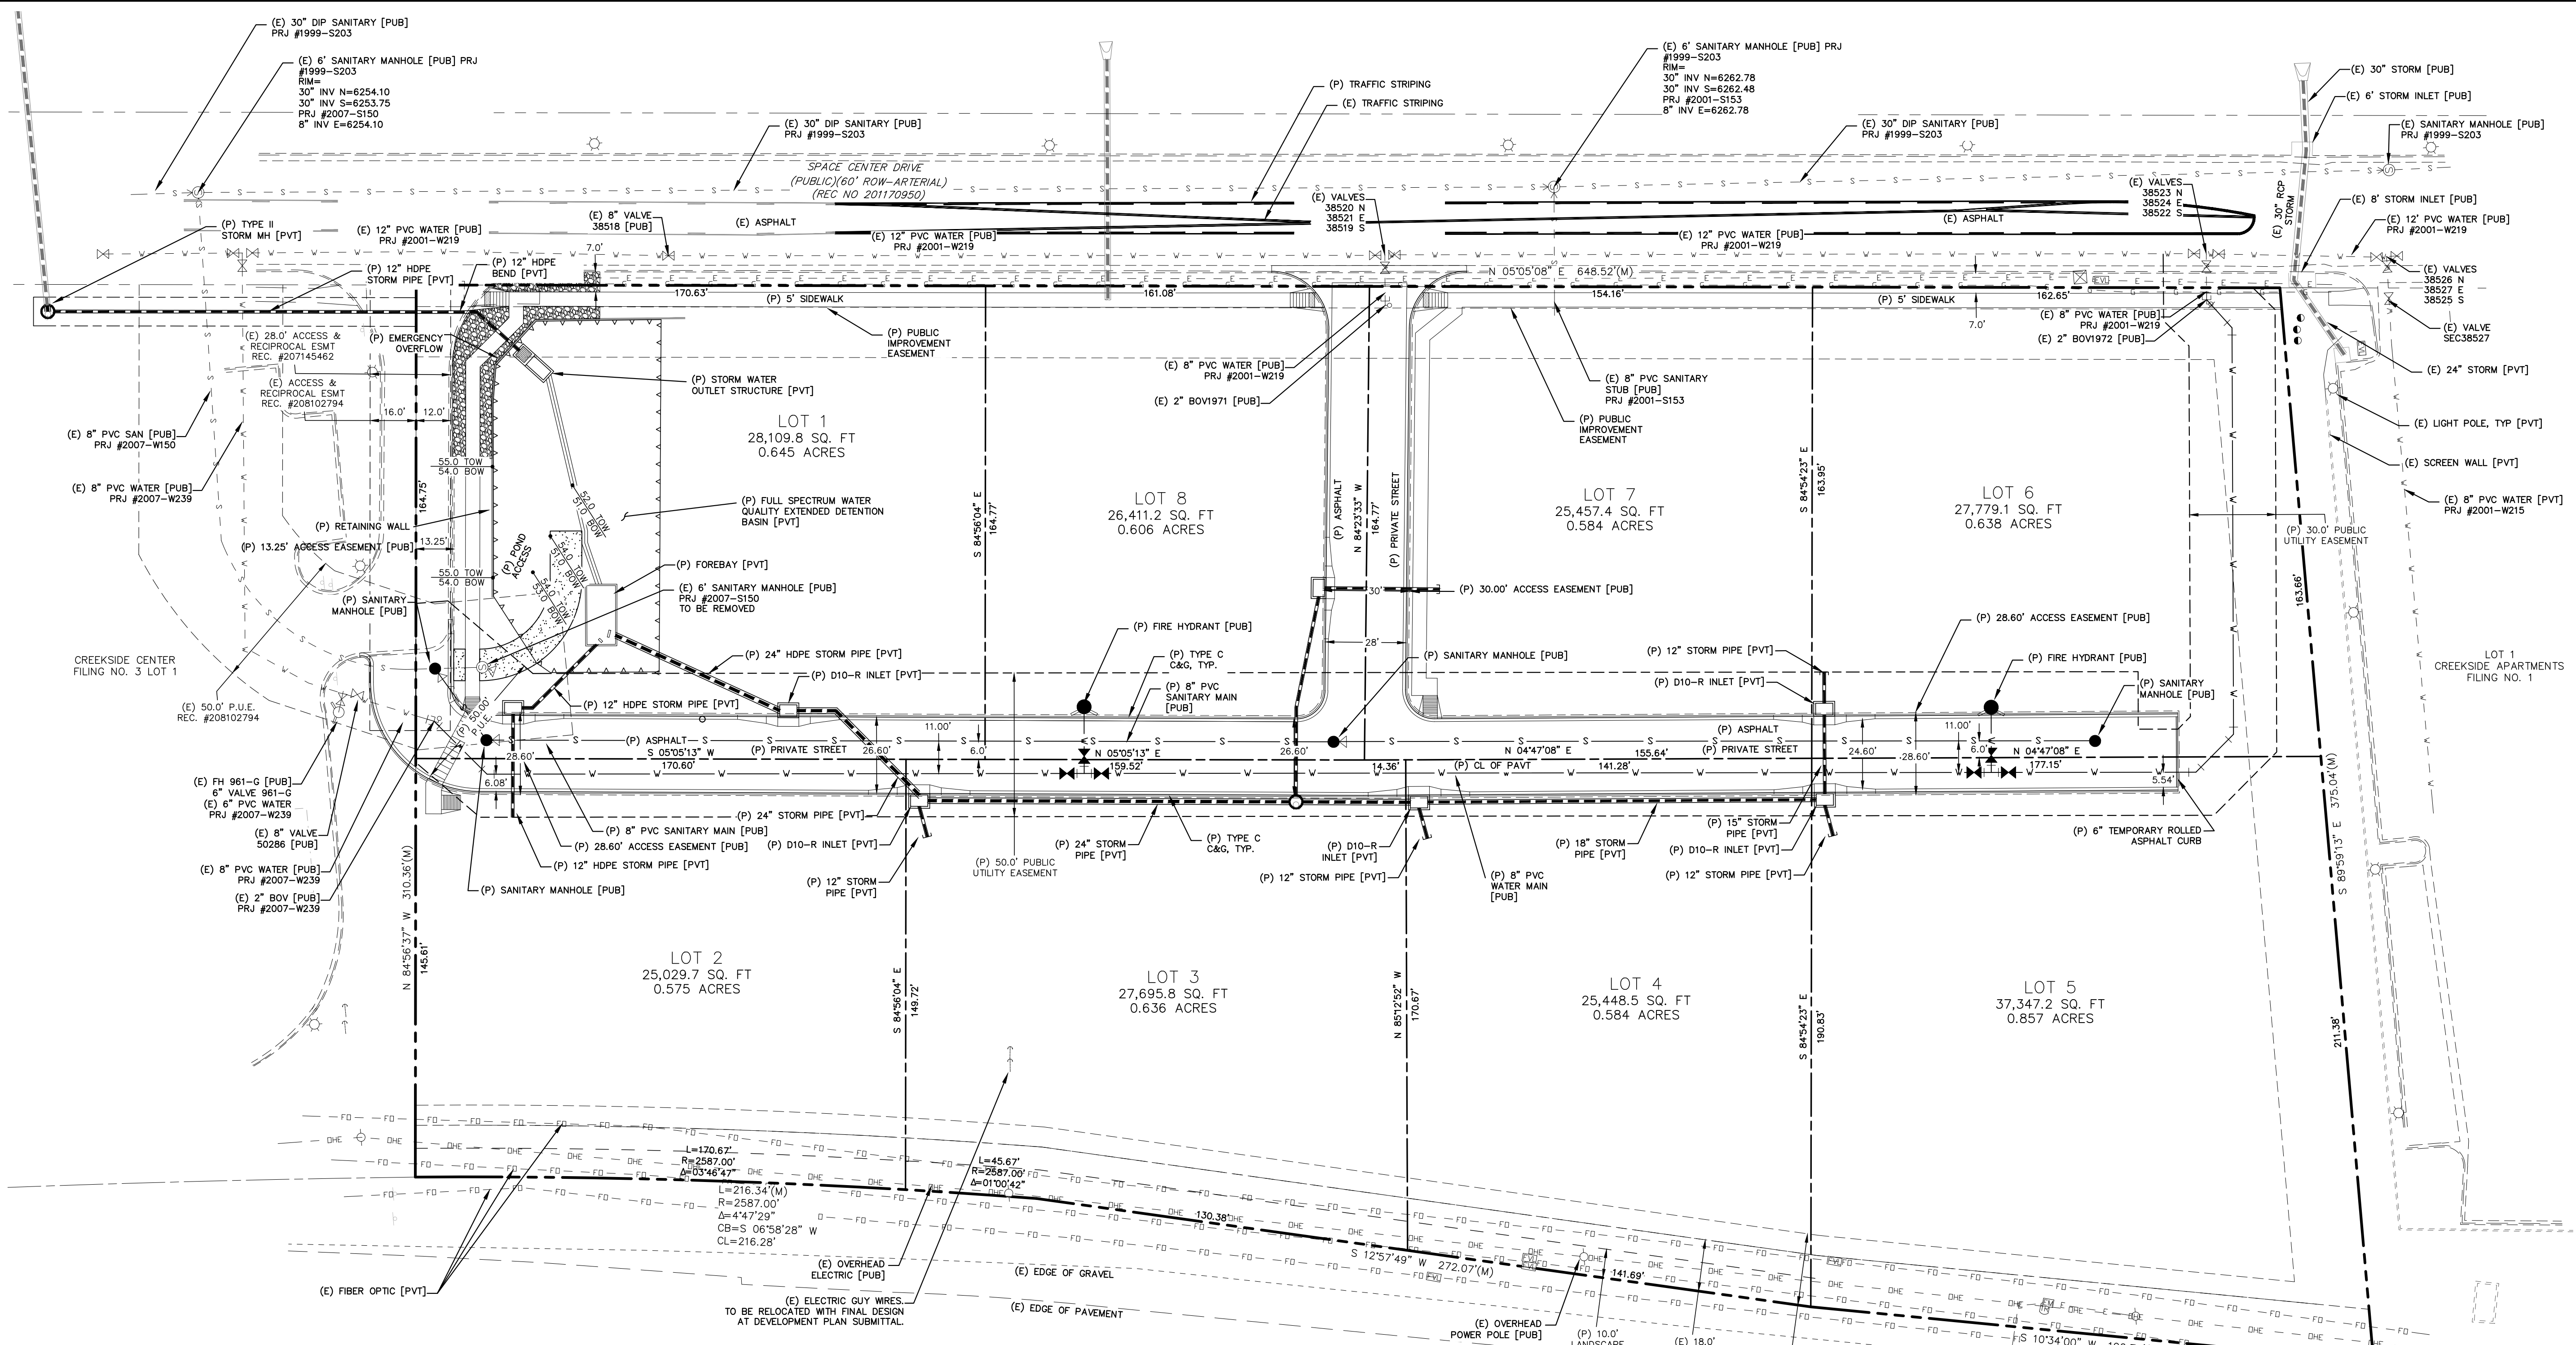 (E) 30" DIP SANITARY [PUB]
PRJ #1999-S203
(E) 6' SANITARY MANHOLE [PUB] PRJ
#1999-S203
RIM=
30" INV N=6254.10
30" INV S=6253.75
PRJ #2007-S150
8" INV E=6254.10
(E) 30" DIP SANITARY [PUB]
PRJ #1999-S203
SPACE CENTER DRIVE
(PUBLIC)(60' ROW-ARTERIAL)
(REC NO 201170950)
(P) TRAFFIC STRIPING
(E) TRAFFIC STRIPING
(E) 6' SANITARY MANHOLE [PUB] PRJ
#1999-S203
RIM=
30" INV N=6262.78
30" INV S=6262.48
PRJ #2001-S153
8" INV E=6262.78
(E) 30" DIP SANITARY [PUB]
PRJ #1999-S203
(E) 30" STORM [PUB]
(E) 6' STORM INLET [PUB]
(E) SANITARY MANHOLE [PUB]
PRJ #1999-S203
(E) VALVES
38520 N
38521 E
38519 S
(E) VALVES
38523 N
38524 E
38522 S
(E) ASPHALT
(E) 30" RCP
STORM
(E) 8' STORM INLET [PUB]
(E) 12' PVC WATER [PUB]
PRJ #2001-W219
(E) VALVES
38526 N
38527 E
38525 S
(E) VALVE
SEC38527
(P) TYPE II
STORM MH [PVT]
(E) 12" PVC WATER [PUB]
PRJ #2001-W219
(E) 8" VALVE
38518 [PUB]
(E) ASPHALT
7.0'
(E) 12" PVC WATER [PUB]
PRJ #2001-W219
(E) 12" PVC WATER [PUB]
PRJ #2001-W219
(P) 12" HDPE
STORM PIPE [PVT]
(P) 12" HDPE
BEND [PVT]
N 05°05'08" E 648.52'(M)
170.63'
(P) 5' SIDEWALK
161.08'
154.16'
(P) 5' SIDEWALK
162.65'
7.0'
(E) 28.0' ACCESS &
RECIPROCAL ESMT
REC. #207145462
(P) EMERGENCY
OVERFLOW
(P) PUBLIC
IMPROVEMENT
EASEMENT
(E) 8" PVC WATER [PUB]
PRJ #2001-W219
(E) 2" BOV1972 [PUB]
(E) ACCESS &
RECIPROCAL ESMT
REC. #208102794
16.0'
12.0'
(P) STORM WATER
OUTLET STRUCTURE [PVT]
(E) 8" PVC WATER [PUB]
PRJ #2001-W219
(E) 2" BOV1971 [PUB]
(E) 8" PVC SANITARY
STUB [PUB]
PRJ #2001-S153
(P) PUBLIC
IMPROVEMENT
EASEMENT
(E) 24" STORM [PVT]
(E) LIGHT POLE, TYP [PVT]
(E) SCREEN WALL [PVT]
(E) 8" PVC WATER [PVT]
PRJ #2001-W215
(E) 8" PVC SAN [PUB]
PRJ #2007-W150
(E) 8" PVC WATER [PUB]
PRJ #2007-W239
LOT 1
28,109.8 SQ. FT
0.645 ACRES
55.0 TOW
54.0 BOW
164.75'
52.0 TOW
51.0 BOW
(P) FULL SPECTRUM WATER
QUALITY EXTENDED DETENTION
BASIN [PVT]
S 84°56'04" E
164.77'
LOT 8
26,411.2 SQ. FT
0.606 ACRES
(P) ASPHALT
N 84°23'33" W
164.77'
(P) PRIVATE STREET
LOT 7
25,457.4 SQ. FT
0.584 ACRES
S 84°54'23" E
163.95'
LOT 6
27,779.1 SQ. FT
0.638 ACRES
(P) 30.0' PUBLIC
UTILITY EASEMENT
163.66'
(P) RETAINING WALL
(P) 13.25' ACCESS EASEMENT [PUB]
13.25'
(P) POND
ACCESS
54.0 TOW
51.0 BOW
54.0 TOW
53.0 BOW
55.0 TOW
54.0 BOW
(P) FOREBAY [PVT]
(E) 6' SANITARY MANHOLE [PUB]
PRJ #2007-S150
TO BE REMOVED
(P) SANITARY
MANHOLE [PUB]
30'
(P) 30.00' ACCESS EASEMENT [PUB]
28'
(P) FIRE HYDRANT [PUB]
(P) 28.60' ACCESS EASEMENT [PUB]
(P) FIRE HYDRANT [PUB]
CREEKSIDE CENTER
FILING NO. 3 LOT 1
(E) 50.0' P.U.E.
REC. #208102794
(P) 24" HDPE STORM PIPE [PVT]
(P) TYPE C
C&G, TYP.
(P) SANITARY MANHOLE [PUB]
(P) 12" STORM PIPE [PVT]
(P) D10-R INLET [PVT]
(P) SANITARY
MANHOLE [PUB]
LOT 1
CREEKSIDE APARTMENTS
FILING NO. 1
(P) D10-R INLET [PVT]
(P) 8" PVC
SANITARY MAIN
[PUB]
(P) 12" HDPE STORM PIPE [PVT]
(P) 50.00'
P.U.E.
(P) ASPHALT
S 05°05'13" W
170.60'
(P) PRIVATE STREET
28.60'
26.60'
11.00'
6.0'
N 05°05'13" E
159.52'
26.60'
14.36'
(P) CL OF PAVT
N 04°47'08" E
141.28'
155.64'
(P) PRIVATE STREET
(P) ASPHALT
24.60'
28.60'
11.00'
6.0'
N 04°47'08" E
177.15'
5.54'
6.08'
(E) FH 961-G [PUB]
6" VALVE 961-G
(E) 6" PVC WATER
PRJ #2007-W239
(E) 8" VALVE
50286 [PUB]
(E) 8" PVC WATER [PUB]
PRJ #2007-W239
(E) 2" BOV [PUB]
PRJ #2007-W239
(P) 8" PVC SANITARY MAIN [PUB]
(P) 28.60' ACCESS EASEMENT [PUB]
(P) 12" HDPE STORM PIPE [PVT]
(P) SANITARY MANHOLE [PUB]
(P) 24" STORM PIPE [PVT]
(P) D10-R INLET [PVT]
(P) 12" STORM
PIPE [PVT]
(P) 50.0' PUBLIC
UTILITY EASEMENT
(P) 24" STORM
PIPE [PVT]
(P) TYPE C
C&G, TYP.
(P) D10-R
INLET [PVT]
(P) 12" STORM PIPE [PVT]
(P) 8" PVC
WATER MAIN
[PUB]
(P) 18" STORM
PIPE [PVT]
(P) 15" STORM
PIPE [PVT]
(P) D10-R INLET [PVT]
(P) 12" STORM PIPE [PVT]
(P) 6" TEMPORARY ROLLED
ASPHALT CURB
S 89°59'13" E 375.04'(M)
N 84°56'37" W 310.36'(M)
145.61'
LOT 2
25,029.7 SQ. FT
0.575 ACRES
S 84°56'04" E
149.72'
LOT 3
27,695.8 SQ. FT
0.636 ACRES
N 85°12'52" W
170.67'
LOT 4
25,448.5 SQ. FT
0.584 ACRES
S 84°54'23" E
190.83'
LOT 5
37,347.2 SQ. FT
0.857 ACRES
211.38'
L=170.67'
R=2587.00'
Δ=03°46'47"
L=216.34'(M)
R=2587.00'
Δ=4°47'29"
CB=S 06°58'28" W
CL=216.28'
L=45.67'
R=2587.00'
Δ=01°00'42"
130.38'
S 12°57'49" W 272.07'(M)
141.69'
S 10°34'00" W
(E) FIBER OPTIC [PVT]
(E) OVERHEAD
ELECTRIC [PUB]
(E) ELECTRIC GUY WIRES.
TO BE RELOCATED WITH FINAL DESIGN
AT DEVELOPMENT PLAN SUBMITTAL.
(E) EDGE OF GRAVEL
(E) EDGE OF PAVEMENT
(E) OVERHEAD
POWER POLE [PUB]
(P) 10.0'
LANDSCAPE
(E) 18.0'